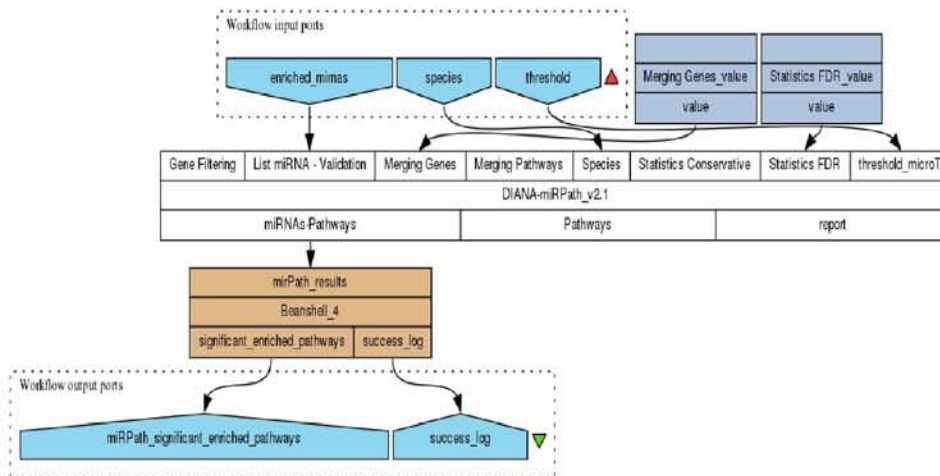 Workflow input ports
enriched_mirnas
species
threshold
Merging Genes_value
value
Statistics FDR_value
value
Gene Filtering
List miRNA - Validation
Merging Genes
Merging Pathways
Species
Statistics Conservative
Statistics FDR
threshold_microT
DIANA-miRPath_v2.1
miRNAs-Pathways
Pathways
report
mirPath_results
Beanshell_4
significant_enriched_pathways
success_log
Workflow output ports
miRPath_significant_enriched_pathways
success_log